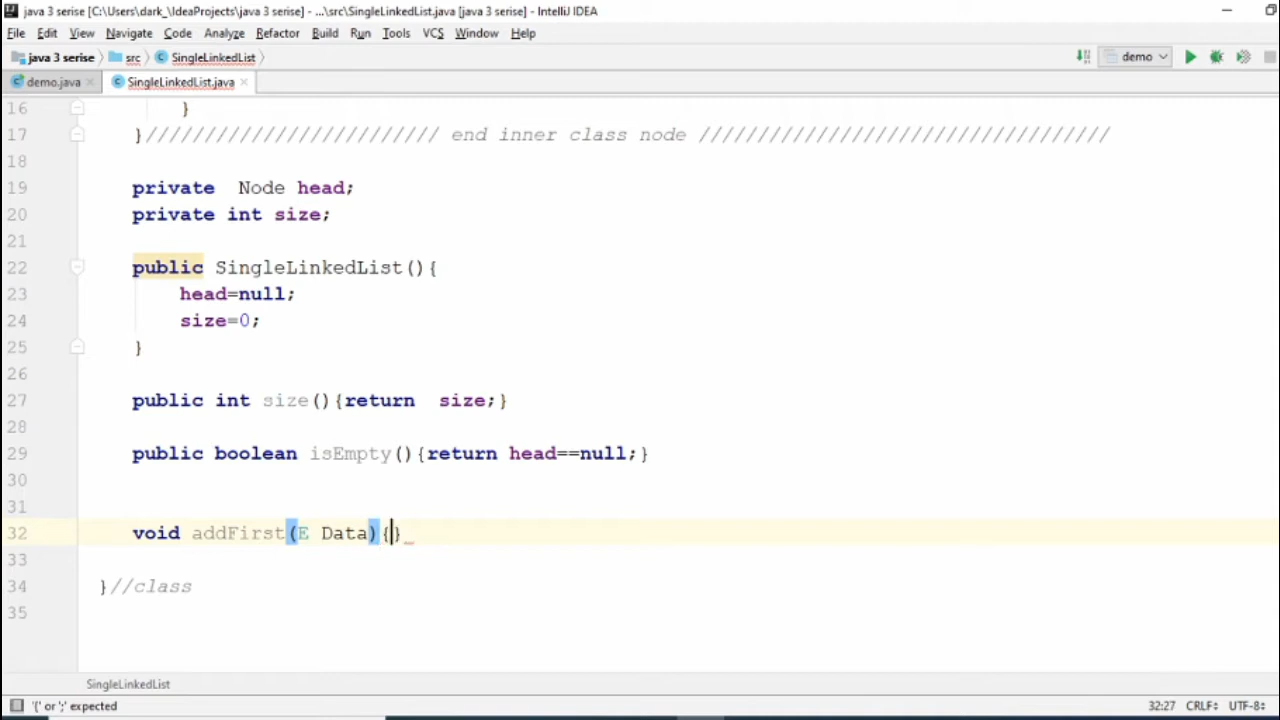 java 3 serise [C:\Users\dark_\IdeaProjects\java 3 serise] - ...\src\SingleLinkedList.java [java 3 serise] - IntelliJ IDEA
File Edit View Navigate Code Analyze Refactor Build Run Tools VCS Window Help
java 3 serise src SingleLinkedList demo
demo.java SingleLinkedList.java
16 }
17 }///////////////////////// end inner class node ///////////////////////////////////
18
19 private  Node head;
20 private int size;
21
22 public SingleLinkedList(){
23 head=null;
24 size=0;
25 }
26
27 public int size(){return  size;}
28
29 public boolean isEmpty(){return head==null;}
30
31
32 void addFirst(E Data){}
33
34 }//class
35
SingleLinkedList
'(' or ';' expected 32:27 CRLF UTF-8